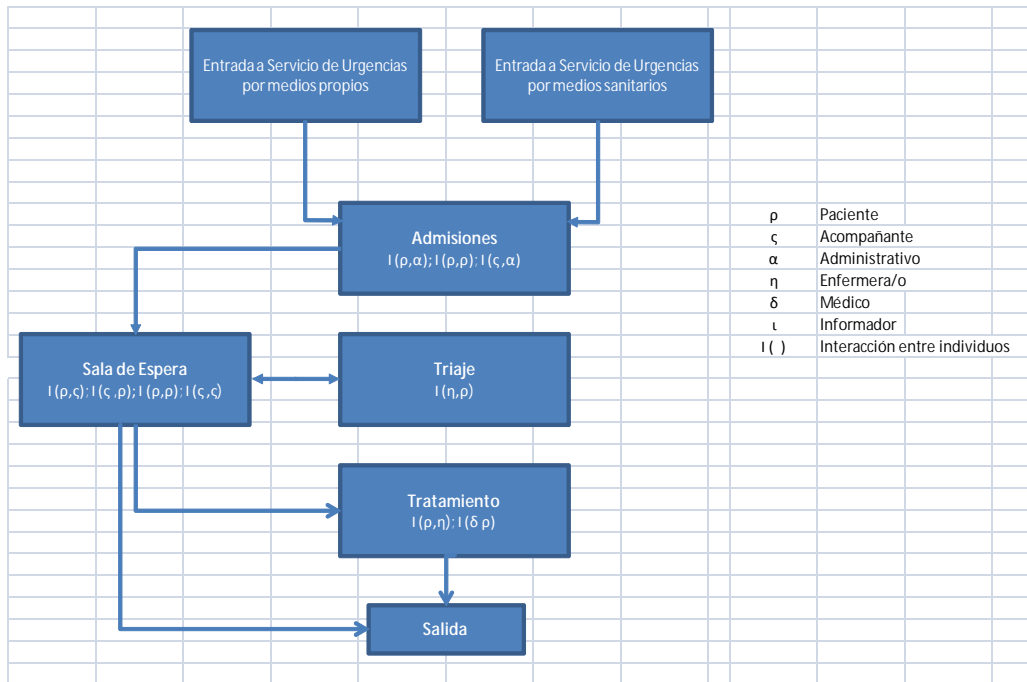 Entrada a Servicio de Urgencias
por medios propios
Entrada a Servicio de Urgencias
por medios sanitarios
Admisiones
I(ρ,α); I(ρ,ρ); I(ς,α)
Sala de Espera
I(ρ,ς); I(ς,ρ); I(ρ,ρ); I(ς,ς)
Triaje
I(η,ρ)
Tratamiento
I(ρ,η); I(δ ρ)
Salida
ρ Paciente
ς Acompañante
α Administrativo
η Enfermera/o
δ Médico
ι Informador
I ( ) Interacción entre individuos